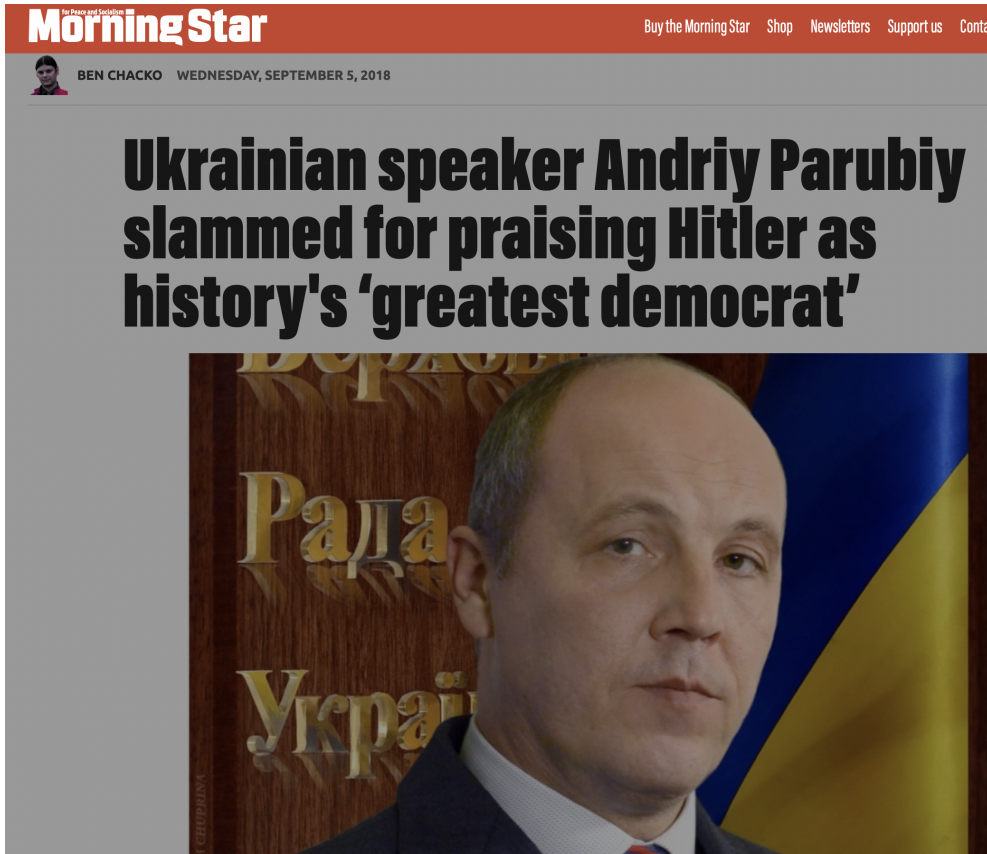 for Peace and Socialism
Morning Star
Buy the Morning Star Shop Newsletters Support us
BEN CHACKO WEDNESDAY, SEPTEMBER 5, 2018
Ukrainian speaker Andriy Parubiy
slammed for praising Hitler as
history's ‘greatest democrat’
Рада
CHUPRINA